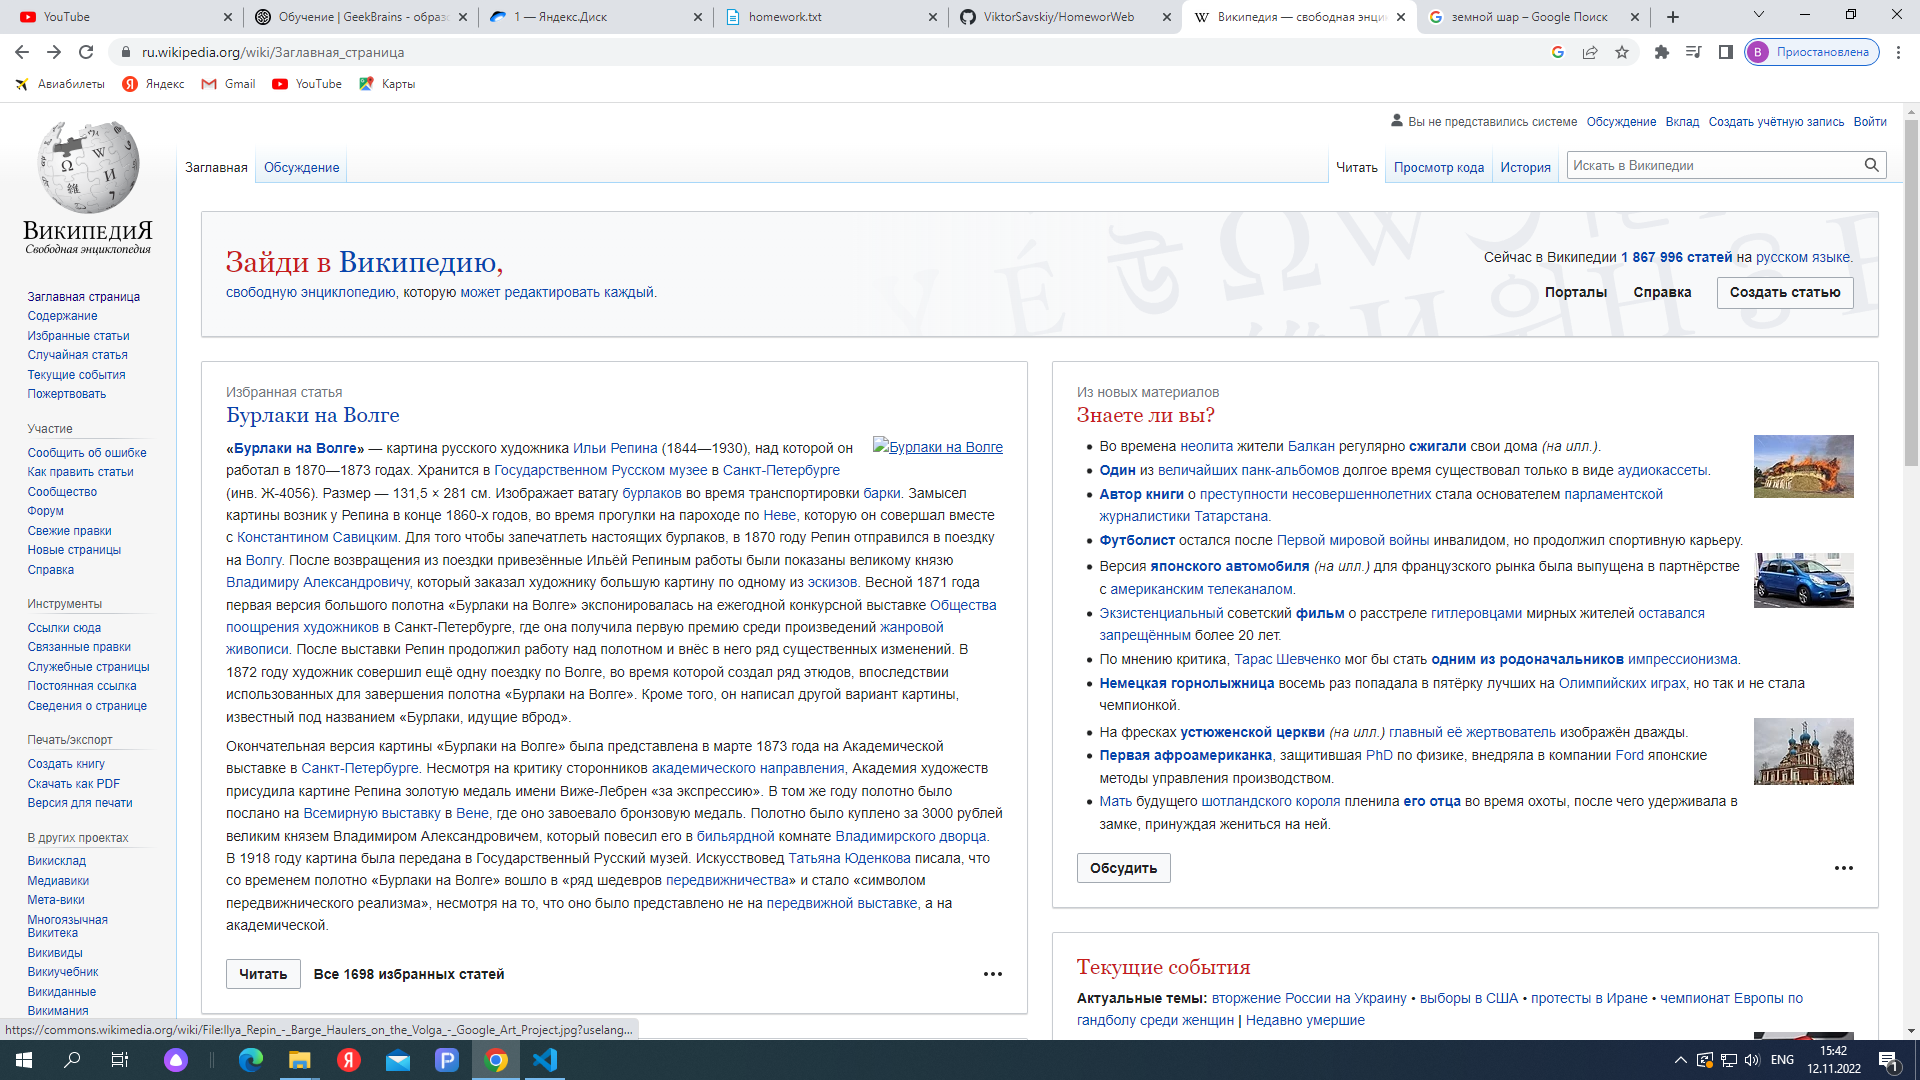 YouTube
Обучение | GeekBrains - образо
1 — Яндекс.Диск
homework.txt
ViktorSavskiy/HomeworWeb
Википедия — свободная энци
земной шар – Google Поиск
ru.wikipedia.org/wiki/Заглавная_страница
В Приостановлена
Авиабилеты
Яндекс
Gmail
YouTube
Карты
Вы не представились системе Обсуждение Вклад Создать учётную запись Войти
Заглавная Обсуждение
Читать Просмотр кода История Искать в Википедии
ВикипедиЯ
Свободная энциклопедия
Заглавная страница
Содержание
Избранные статьи
Случайная статья
Текущие события
Пожертвовать
Участие
Сообщить об ошибке
Как править статьи
Сообщество
Форум
Свежие правки
Новые страницы
Справка
Инструменты
Ссылки сюда
Связанные правки
Служебные страницы
Постоянная ссылка
Сведения о странице
Печать/экспорт
Создать книгу
Скачать как PDF
Версия для печати
В других проектах
Викисклад
Медиавики
Мета-вики
Многоязычная
Викитека
Викивиды
Викиучебник
Викиданные
Викимания
Зайди в Википедию,
свободную энциклопедию, которую может редактировать каждый.
Сейчас в Википедии 1 867 996 статей на русском языке.
Порталы Справка Создать статью
Избранная статья
Бурлаки на Волге
Бурлаки на Волге
«Бурлаки на Волге» — картина русского художника Ильи Репина (1844—1930), над которой он
работал в 1870—1873 годах. Хранится в Государственном Русском музее в Санкт-Петербурге
(инв. Ж-4056). Размер — 131,5 × 281 см. Изображает ватагу бурлаков во время транспортировки барки. Замысел
картины возник у Репина в конце 1860-х годов, во время прогулки на пароходе по Неве, которую он совершал вместе
с Константином Савицким. Для того чтобы запечатлеть настоящих бурлаков, в 1870 году Репин отправился в поездку
на Волгу. После возвращения из поездки привезённые Ильёй Репиным работы были показаны великому князю
Владимиру Александровичу, который заказал художнику большую картину по одному из эскизов. Весной 1871 года
первая версия большого полотна «Бурлаки на Волге» экспонировалась на ежегодной конкурсной выставке Общества
поощрения художников в Санкт-Петербурге, где она получила первую премию среди произведений жанровой
живописи. После выставки Репин продолжил работу над полотном и внёс в него ряд существенных изменений. В
1872 году художник совершил ещё одну поездку по Волге, во время которой создал ряд этюдов, впоследствии
использованных для завершения полотна «Бурлаки на Волге». Кроме того, он написал другой вариант картины,
известный под названием «Бурлаки, идущие вброд».
Окончательная версия картины «Бурлаки на Волге» была представлена в марте 1873 года на Академической
выставке в Санкт-Петербурге. Несмотря на критику сторонников академического направления, Академия художеств
присудила картине Репина золотую медаль имени Виже-Лебрен «за экспрессию». В том же году полотно было
послано на Всемирную выставку в Вене, где оно завоевало бронзовую медаль. Полотно было куплено за 3000 рублей
великим князем Владимиром Александровичем, который повесил его в бильярдной комнате Владимирского дворца.
В 1918 году картина была передана в Государственный Русский музей. Искусствовед Татьяна Юденкова писала, что
со временем полотно «Бурлаки на Волге» вошло в «ряд шедевров передвижничества» и стало «символом
передвижнического реализма», несмотря на то, что оно было представлено не на передвижной выставке, а на
академической.
Читать Все 1698 избранных статей
Из новых материалов
Знаете ли вы?
Во времена неолита жители Балкан регулярно сжигали свои дома (на илл.).
Один из величайших панк-альбомов долгое время существовал только в виде аудиокассеты.
Автор книги о преступности несовершеннолетних стала основателем парламентской
журналистики Татарстана.
Футболист остался после Первой мировой войны инвалидом, но продолжил спортивную карьеру.
Версия японского автомобиля (на илл.) для французского рынка была выпущена в партнёрстве
с американским телеканалом.
Экзистенциальный советский фильм о расстреле гитлеровцами мирных жителей оставался
запрещённым более 20 лет.
По мнению критика, Тарас Шевченко мог бы стать одним из родоначальников импрессионизма.
Немецкая горнолыжница восемь раз попадала в пятёрку лучших на Олимпийских играх, но так и не стала
чемпионкой.
На фресках устюженской церкви (на илл.) главный её жертвователь изображён дважды.
Первая афроамериканка, защитившая PhD по физике, внедряла в компании Ford японские
методы управления производством.
Мать будущего шотландского короля пленила его отца во время охоты, после чего удерживала в
замке, принуждая жениться на ней.
Обсудить
Текущие события
Актуальные темы: вторжение России на Украину • выборы в США • протесты в Иране • чемпионат Европы по
гандболу среди женщин | Недавно умершие
https://commons.wikimedia.org/wiki/File:Ilya_Repin_-_Barge_Haulers_on_the_Volga_-_Google_Art_Project.jpg?uselang...
ENG
15:42
12.11.2022
1